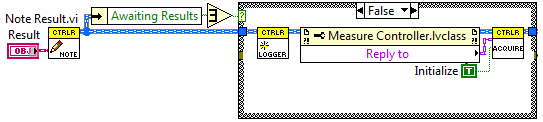 Note Result.vi
Result
OBJ
CTRLR
NOTE
Awaiting Results
?
False
CTRLR
LOGGER
Measure Controller.lvclass
Reply to
Initialize
T
CTRLR
ACQUIRE